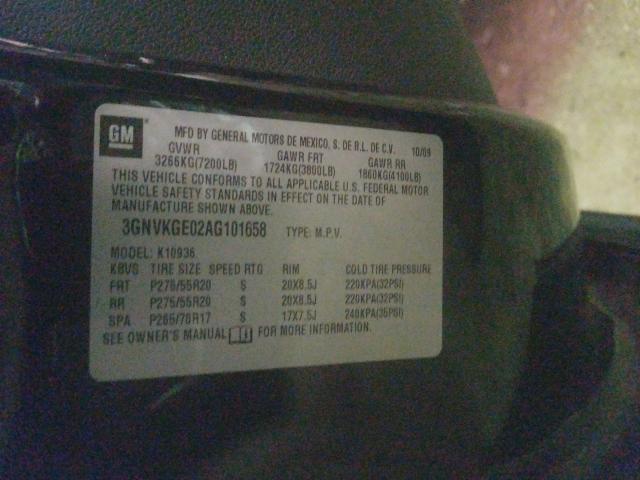 GM
MFD BY GENERAL MOTORS DE MEXICO, S. DE R.L. DE C.V. 10/09
GVWR GAWR FRT GAWR RR
3266KG(7200LB) 1724KG(3800LB) 1860KG(4100LB)
THIS VEHICLE CONFORMS TO ALL APPLICABLE U.S. FEDERAL MOTOR
VEHICLE SAFETY STANDARDS IN EFFECT ON THE DATE OF
MANUFACTURE SHOWN ABOVE.
3GNVKGE02AG101658 TYPE: M.P.V.
MODEL: K10936
KBVG TIRE SIZE SPEED RTG RIM COLD TIRE PRESSURE
FRT P275/55R20 S 20X8.5J 220KPA(32PSI)
RR P275/55R20 S 20X8.5J 220KPA(32PSI)
SPA P265/70R17 S 17X7.5J 240KPA(35PSI)
SEE OWNER'S MANUAL FOR MORE INFORMATION.